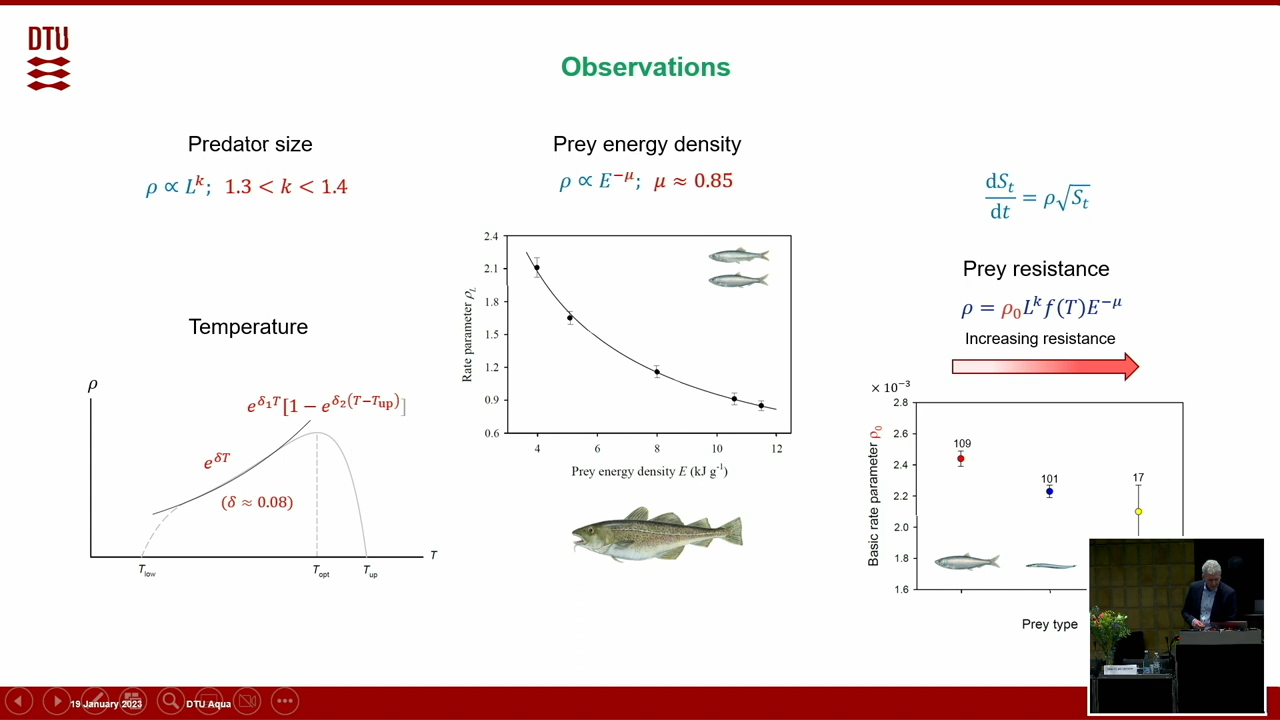 DTU
Observations
Predator size
ρ ∝ L^k; 1.3 < k < 1.4
Temperature
ρ
e^{δ₁T}[1 − e^{δ₂(T−T_up)}]
e^{δT}
(δ ≈ 0.08)
T
T_low
T_opt
T_up
Prey energy density
ρ ∝ E^{−μ}; μ ≈ 0.85
Rate parameter ρ_L
2.4
2.1
1.8
1.5
1.2
0.9
0.6
4
6
8
10
12
Prey energy density E (kJ g⁻¹)
dS_t/dt = ρ√S_t
Prey resistance
ρ = ρ₀L^k f(T)E^{−μ}
Increasing resistance
× 10⁻³
Basic rate parameter ρ₀
2.8
2.6
2.4
2.2
2.0
1.8
1.6
109
101
17
Prey type
19 January 2023
DTU Aqua